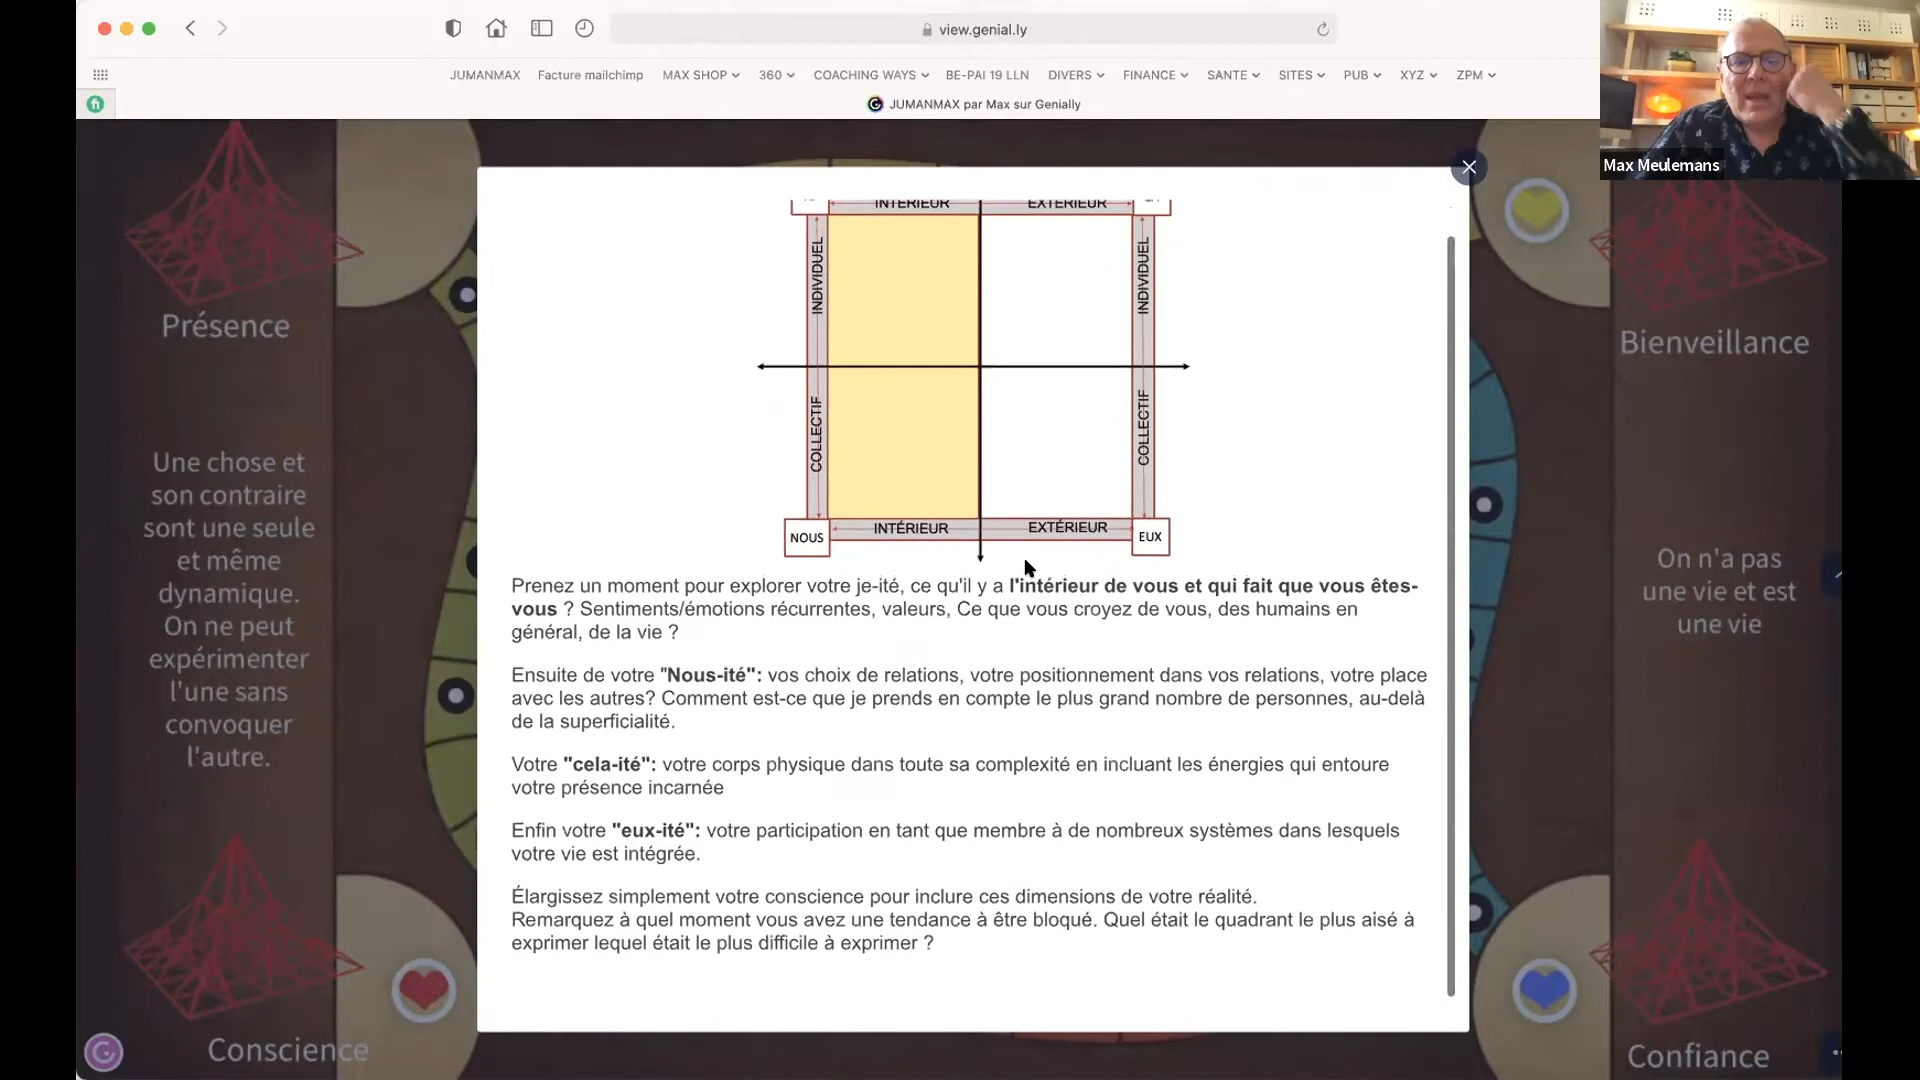 view.genial.ly
JUMANMAX
Facture mailchimp
MAX SHOP
360
COACHING WAYS
BE-PAI 19 LLN
DIVERS
FINANCE
SANTE
SITES
PUB
XYZ
ZPM
JUMANMAX par Max sur Genially
Max Meulemans
Présence
Une chose et
son contraire
sont une seule
et même
dynamique.
On ne peut
expérimenter
l'une sans
convoquer
l'autre.
Conscience
INTÉRIEUR
EXTÉRIEUR
INDIVIDUEL
INDIVIDUEL
COLLECTIF
COLLECTIF
NOUS
INTÉRIEUR
EXTÉRIEUR
EUX
Prenez un moment pour explorer votre je-ité, ce qu'il y a l'intérieur de vous et qui fait que vous êtes-
vous ? Sentiments/émotions récurrentes, valeurs, Ce que vous croyez de vous, des humains en
général, de la vie ?
Ensuite de votre "Nous-ité": vos choix de relations, votre positionnement dans vos relations, votre place
avec les autres? Comment est-ce que je prends en compte le plus grand nombre de personnes, au-delà
de la superficialité.
Votre "cela-ité": votre corps physique dans toute sa complexité en incluant les énergies qui entoure
votre présence incarnée
Enfin votre "eux-ité": votre participation en tant que membre à de nombreux systèmes dans lesquels
votre vie est intégrée.
Élargissez simplement votre conscience pour inclure ces dimensions de votre réalité.
Remarquez à quel moment vous avez une tendance à être bloqué. Quel était le quadrant le plus aisé à
exprimer lequel était le plus difficile à exprimer ?
Bienveillance
On n'a pas
une vie et est
une vie
Confiance